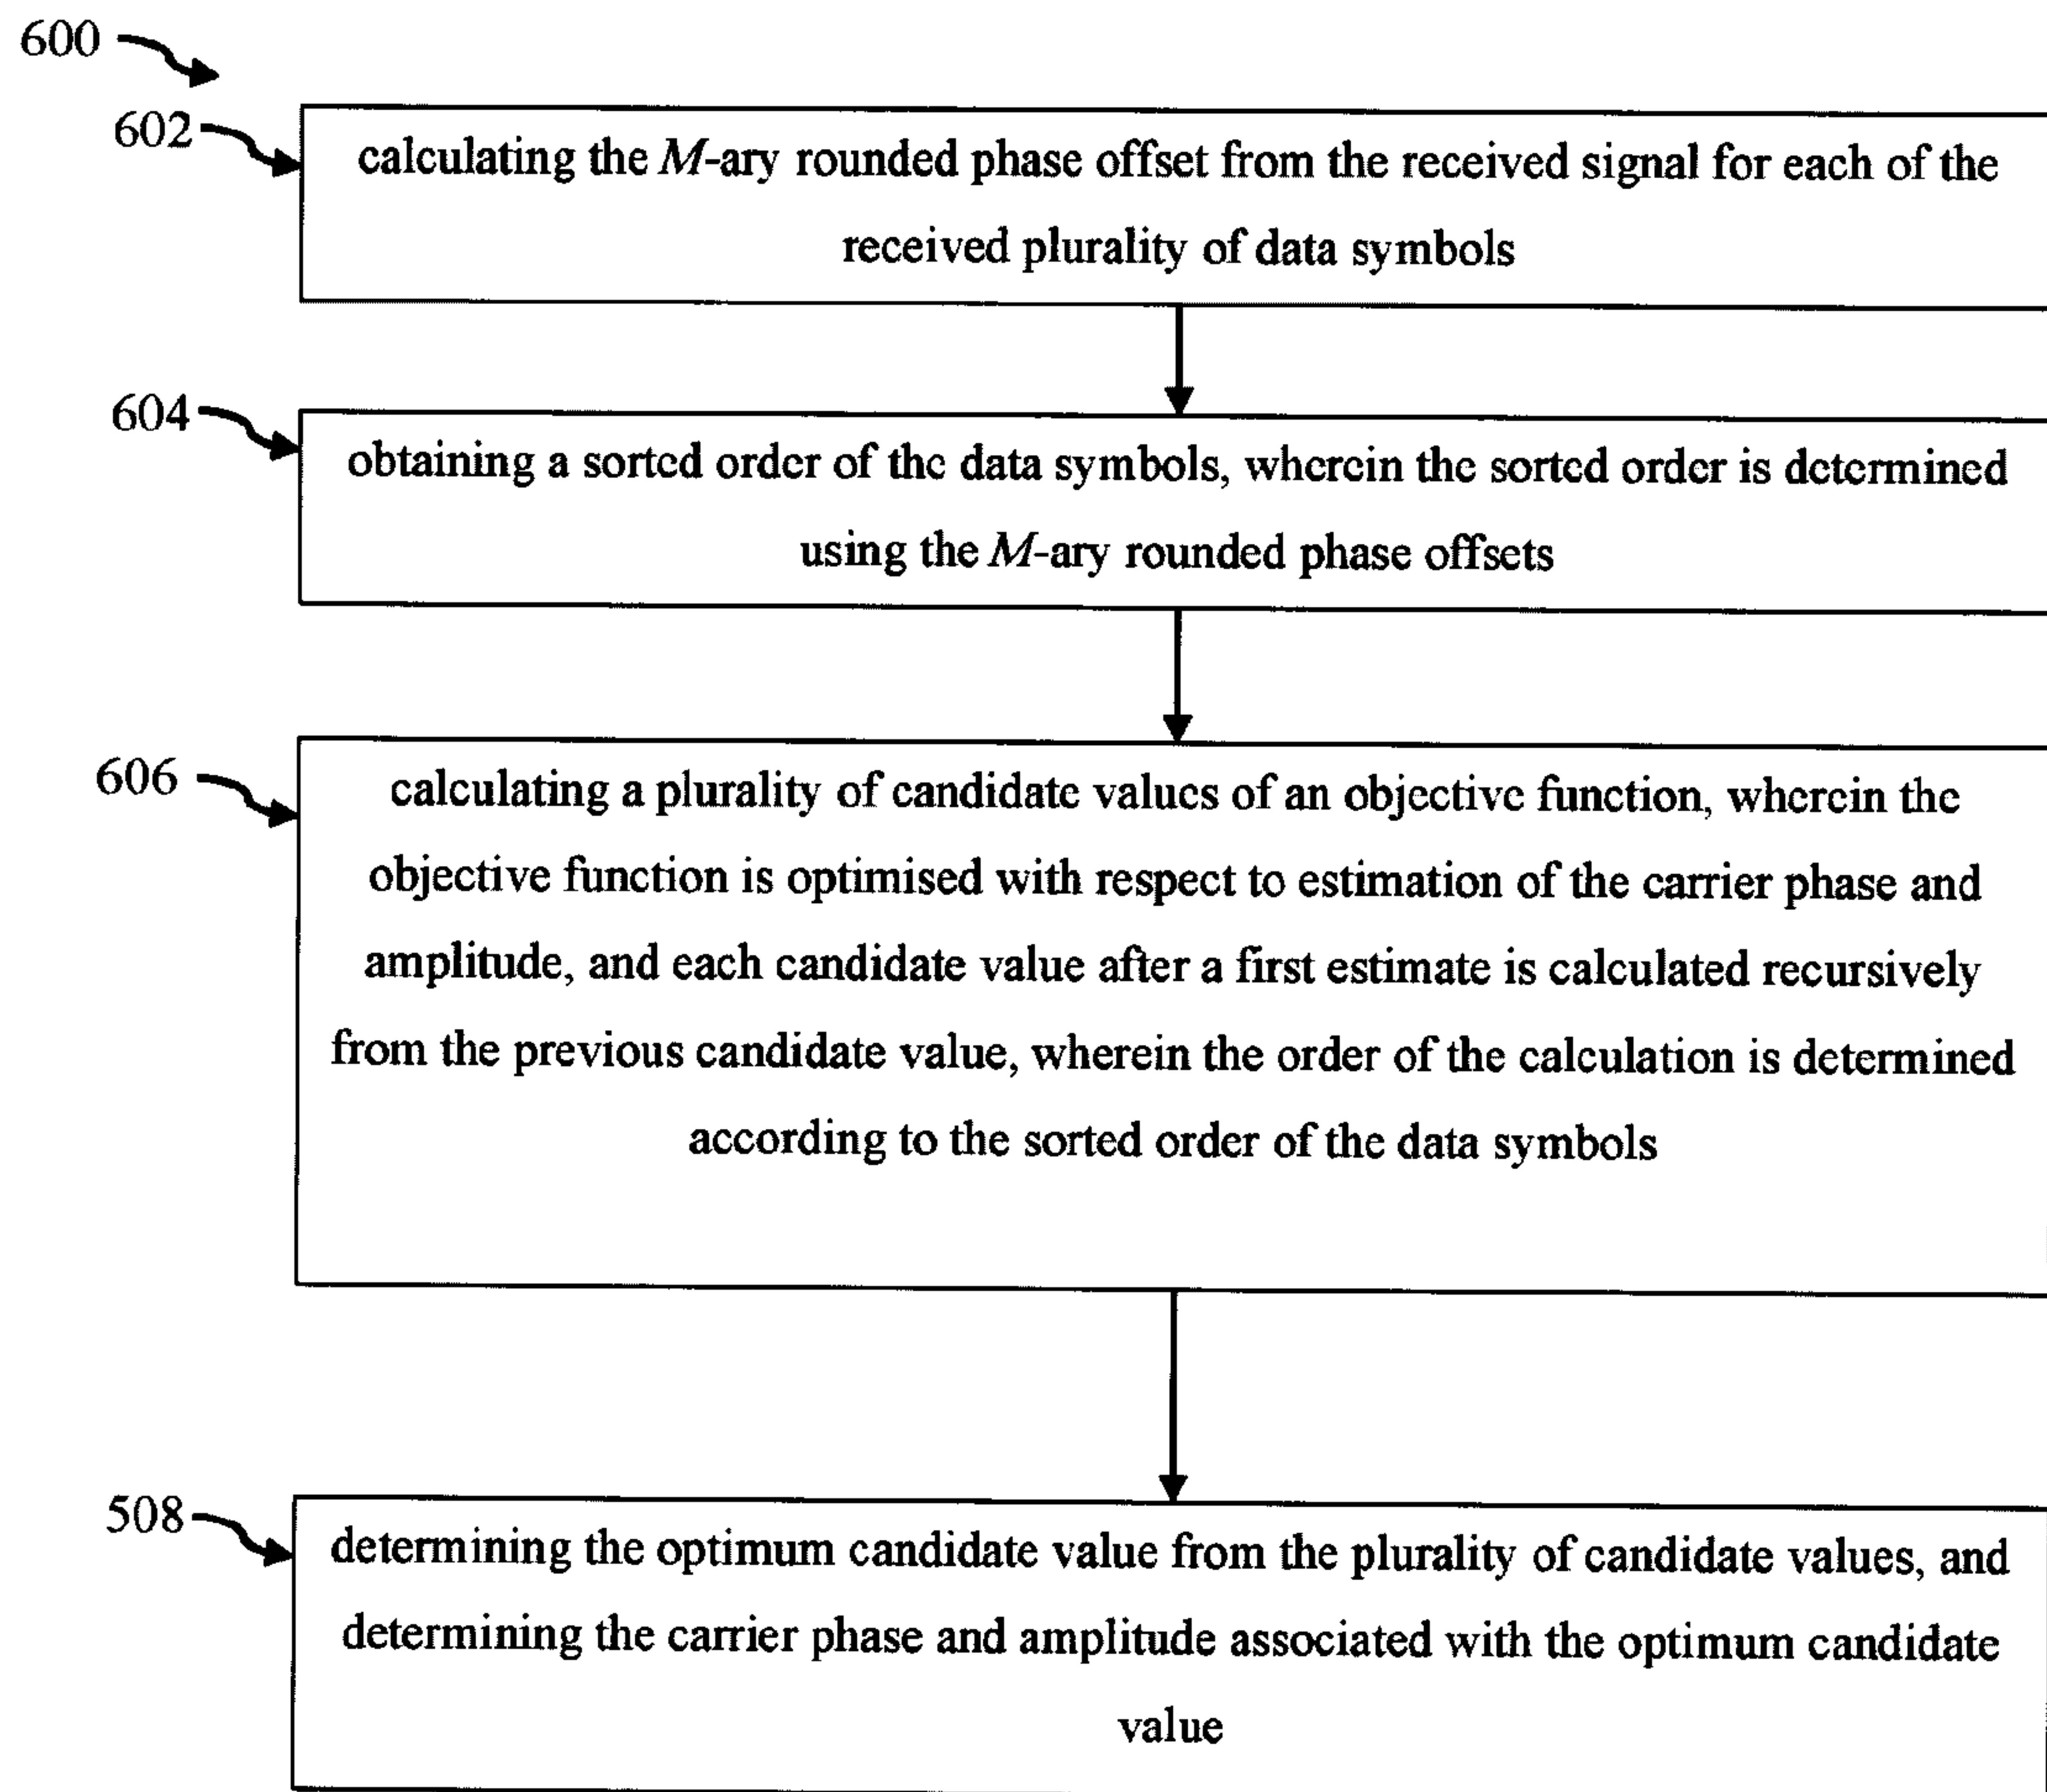 600
602
calculating the M-ary rounded phase offset from the received signal for each of the
received plurality of data symbols
604
obtaining a sorted order of the data symbols, wherein the sorted order is determined
using the M-ary rounded phase offsets
606
calculating a plurality of candidate values of an objective function, wherein the
objective function is optimised with respect to estimation of the carrier phase and
amplitude, and each candidate value after a first estimate is calculated recursively
from the previous candidate value, wherein the order of the calculation is determined
according to the sorted order of the data symbols
508
determining the optimum candidate value from the plurality of candidate values, and
determining the carrier phase and amplitude associated with the optimum candidate
value